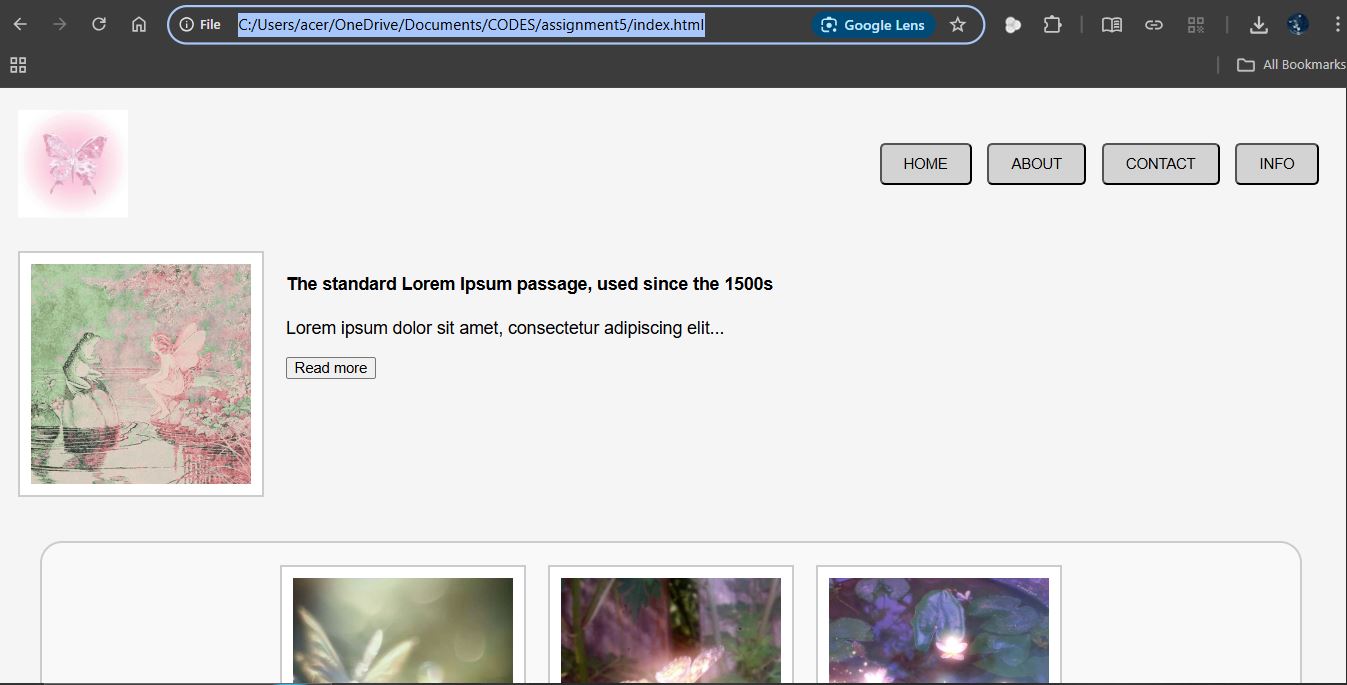 File C:/Users/acer/OneDrive/Documents/CODES/assignment5/index.html Google Lens
All Bookmarks
HOME ABOUT CONTACT INFO
The standard Lorem Ipsum passage, used since the 1500s
Lorem ipsum dolor sit amet, consectetur adipiscing elit...
Read more